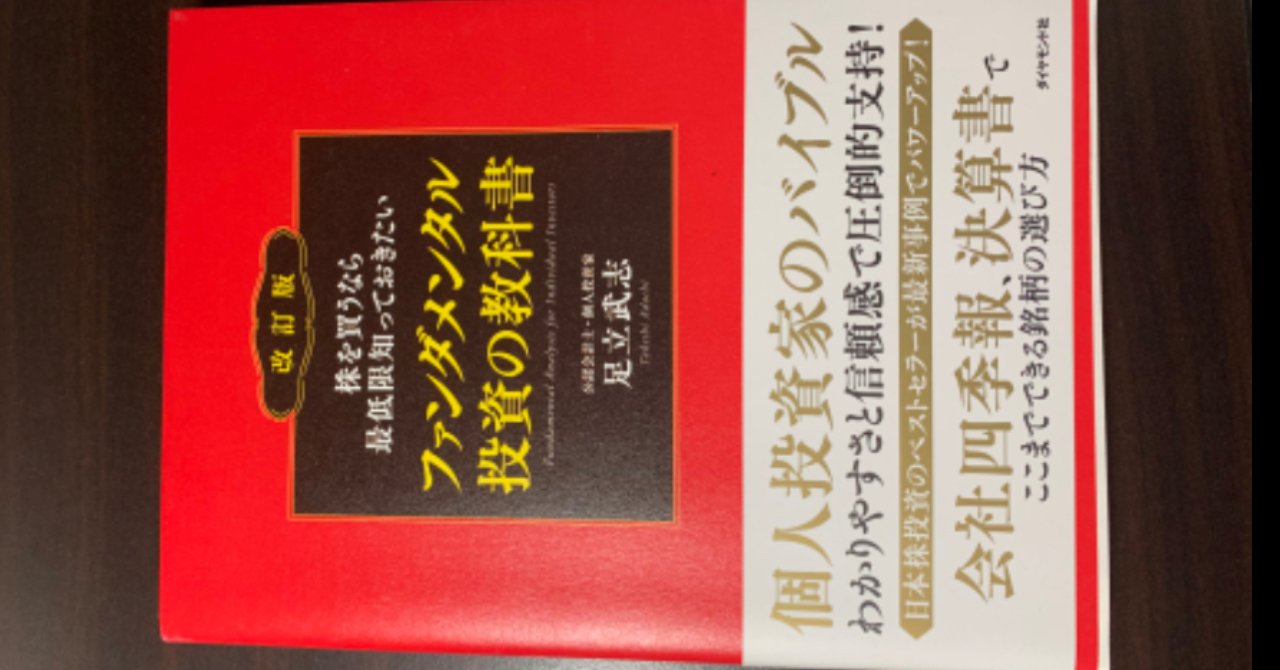 改訂版
株を買うなら
最低限知っておきたい
ファンダメンタル
投資の教科書
Fundamental Analysis for Individual Investors
公認会計士・個人投資家
足立武志
Takeshi Adachi
個人投資家のバイブル
わかりやすさと信頼感で圧倒的支持!
日本株投資のベストセラーが最新事例でパワーアップ!
会社四季報、決算書で
ここまでできる銘柄の選び方
ダイヤモンド社